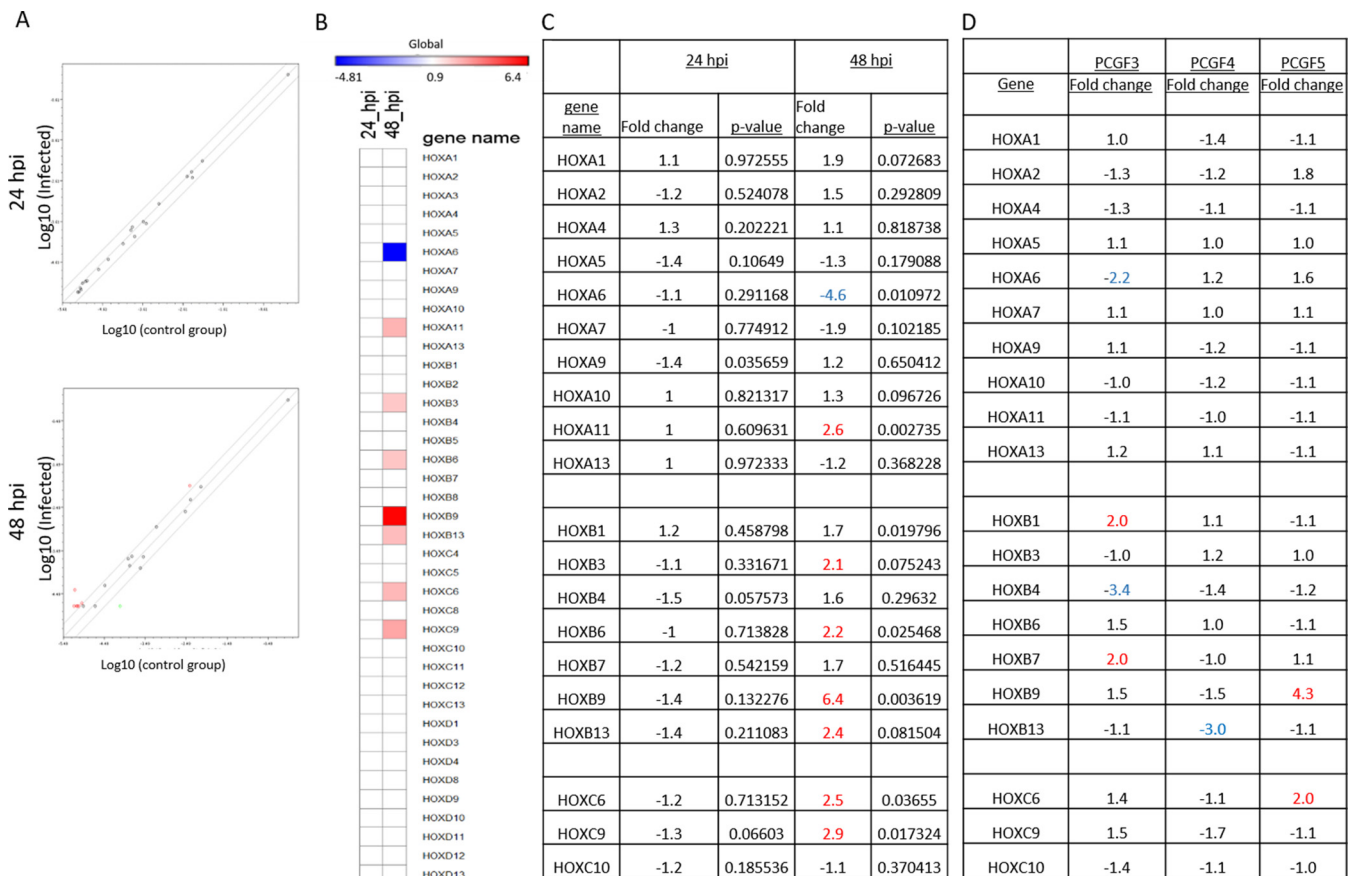 A
24 hpi
Log10 (Infected)
Log10 (control group)
48 hpi
Log10 (Infected)
Log10 (control group)
B
Global
-4.81 0.9 6.4
24_hpi
48_hpi
gene name
HOXA1
HOXA2
HOXA3
HOXA4
HOXA5
HOXA6
HOXA7
HOXA9
HOXA10
HOXA11
HOXA13
HOXB1
HOXB2
HOXB3
HOXB4
HOXB5
HOXB6
HOXB7
HOXB8
HOXB9
HOXB13
HOXC4
HOXC5
HOXC6
HOXC8
HOXC9
HOXC10
HOXC11
HOXC12
HOXC13
HOXD1
HOXD3
HOXD4
HOXD8
HOXD9
HOXD10
HOXD11
HOXD12
HOXD13
C
24 hpi 48 hpi
gene name Fold change p-value Fold change p-value
HOXA1 1.1 0.972555 1.9 0.072683
HOXA2 -1.2 0.524078 1.5 0.292809
HOXA4 1.3 0.202221 1.1 0.818738
HOXA5 -1.4 0.10649 -1.3 0.179088
HOXA6 -1.1 0.291168 -4.6 0.010972
HOXA7 -1 0.774912 -1.9 0.102185
HOXA9 -1.4 0.035659 1.2 0.650412
HOXA10 1 0.821317 1.3 0.096726
HOXA11 1 0.609631 2.6 0.002735
HOXA13 1 0.972333 -1.2 0.368228
HOXB1 1.2 0.458798 1.7 0.019796
HOXB3 -1.1 0.331671 2.1 0.075243
HOXB4 -1.5 0.057573 1.6 0.29632
HOXB6 -1 0.713828 2.2 0.025468
HOXB7 -1.2 0.542159 1.7 0.516445
HOXB9 -1.4 0.132276 6.4 0.003619
HOXB13 -1.4 0.211083 2.4 0.081504
HOXC6 -1.2 0.713152 2.5 0.03655
HOXC9 -1.3 0.06603 2.9 0.017324
HOXC10 -1.2 0.185536 -1.1 0.370413
D
PCGF3 PCGF4 PCGF5
Gene Fold change Fold change Fold change
HOXA1 1.0 -1.4 -1.1
HOXA2 -1.3 -1.2 1.8
HOXA4 -1.3 -1.1 -1.1
HOXA5 1.1 1.0 1.0
HOXA6 -2.2 1.2 1.6
HOXA7 1.1 1.0 1.1
HOXA9 1.1 -1.2 -1.1
HOXA10 -1.0 -1.2 -1.1
HOXA11 -1.1 -1.0 -1.1
HOXA13 1.2 1.1 -1.1
HOXB1 2.0 1.1 -1.1
HOXB3 -1.0 1.2 1.0
HOXB4 -3.4 -1.4 -1.2
HOXB6 1.5 1.0 -1.1
HOXB7 2.0 -1.0 1.1
HOXB9 1.5 -1.5 4.3
HOXB13 -1.1 -3.0 -1.1
HOXC6 1.4 -1.1 2.0
HOXC9 1.5 -1.7 -1.1
HOXC10 -1.4 -1.1 -1.0